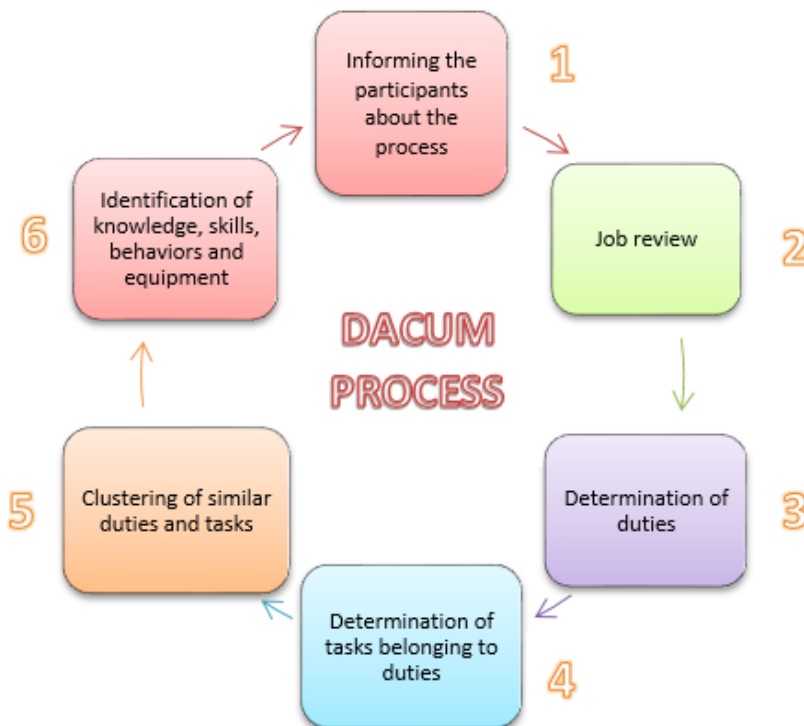 Informing the
participants
about the
process
1
Job review
2
Determination of
duties
3
Determination of
tasks belonging to
duties
4
Clustering of similar
duties and tasks
5
Identification of
knowledge, skills,
behaviors and
equipment
6
DACUM
PROCESS